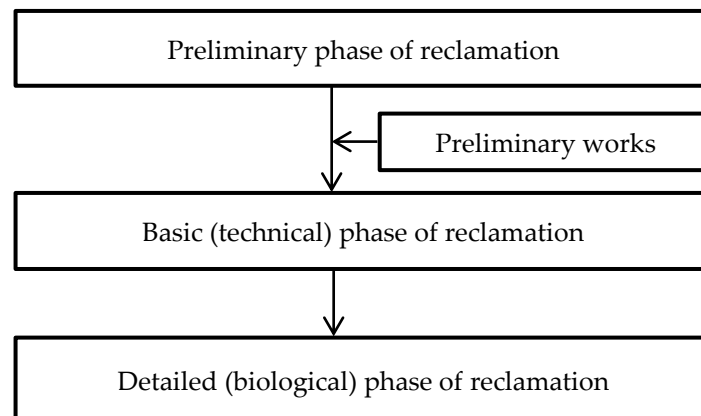 Preliminary phase of reclamation
Preliminary works
Basic (technical) phase of reclamation
Detailed (biological) phase of reclamation